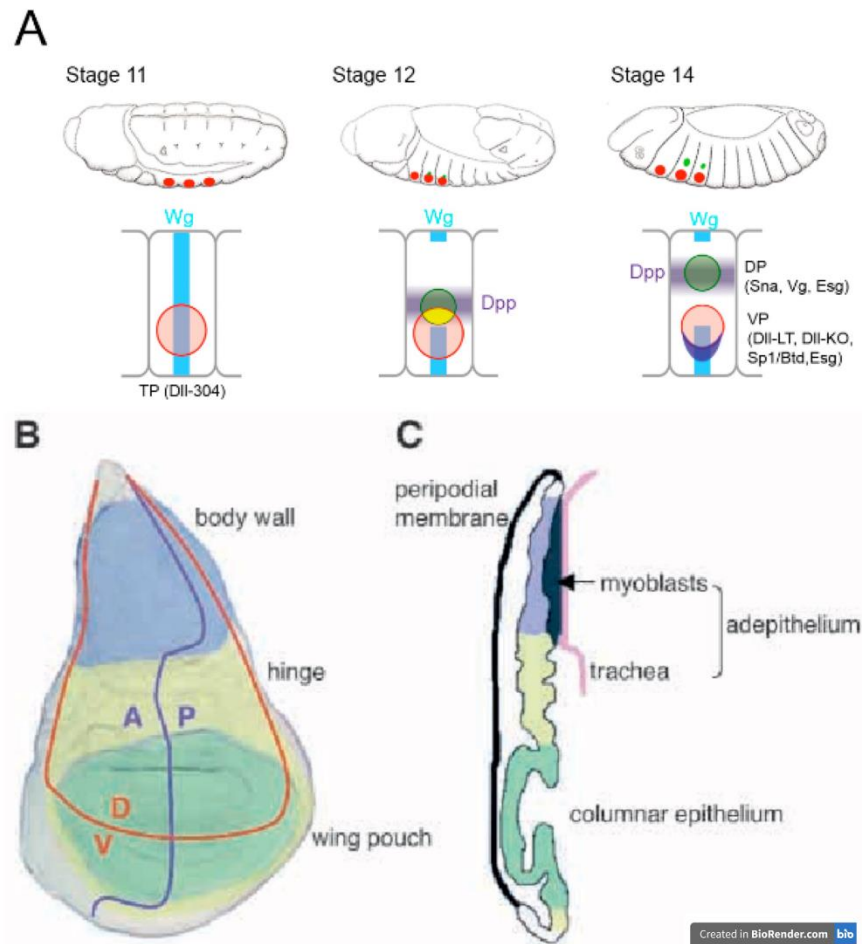 A
Stage 11
Stage 12
Stage 14
Wg
Wg
Wg
Dpp
Dpp
DP
(Sna, Vg, Esg)
VP
(Dll-LT, Dll-KO,
Sp1/Btd,Esg)
TP (Dll-304)
B
body wall
hinge
A P
D
V
wing pouch
C
peripodial
membrane
myoblasts
adepithelium
trachea
columnar epithelium
Created in BioRender.com bio